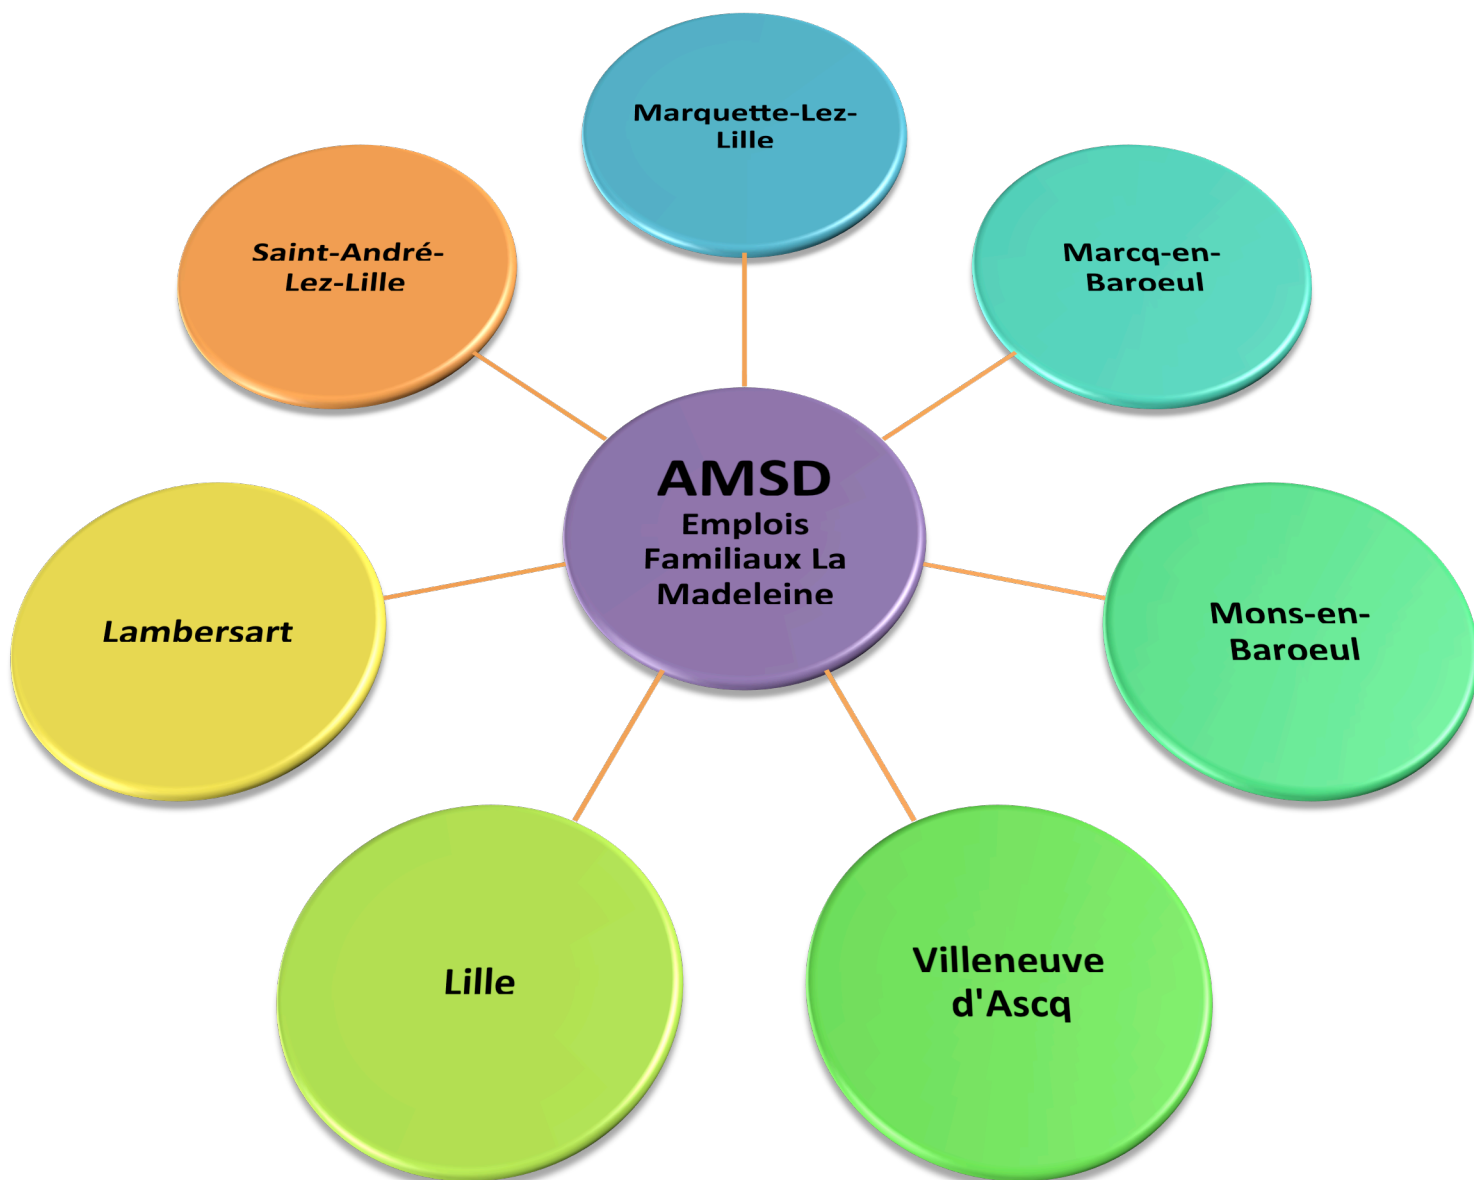 Marquette-Lez-
Lille
Saint-André-
Lez-Lille
Marcq-en-
Baroeul
AMSD
Emplois
Familiaux La
Madeleine
Lambersart
Mons-en-
Baroeul
Lille
Villeneuve
d'Ascq